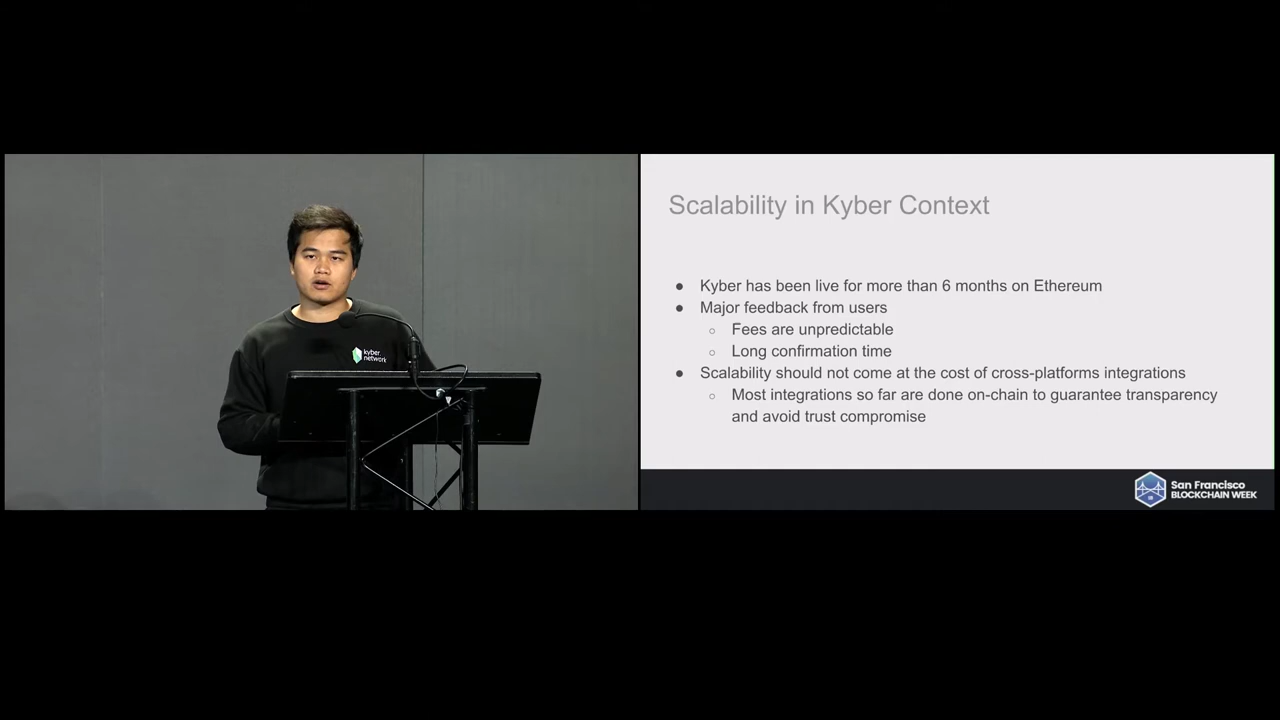 kyber
network
Scalability in Kyber Context
● Kyber has been live for more than 6 months on Ethereum
● Major feedback from users
○ Fees are unpredictable
○ Long confirmation time
● Scalability should not come at the cost of cross-platforms integrations
○ Most integrations so far are done on-chain to guarantee transparency
and avoid trust compromise
San Francisco
BLOCKCHAIN WEEK